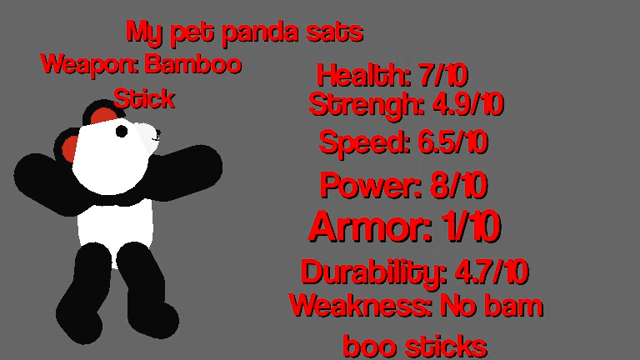 My pet panda sats
Weapon: Bamboo
Stick
Health: 7/10
Strengh: 4.9/10
Speed: 6.5/10
Power: 8/10
Armor: 1/10
Durability: 4.7/10
Weakness: No bam
boo sticks